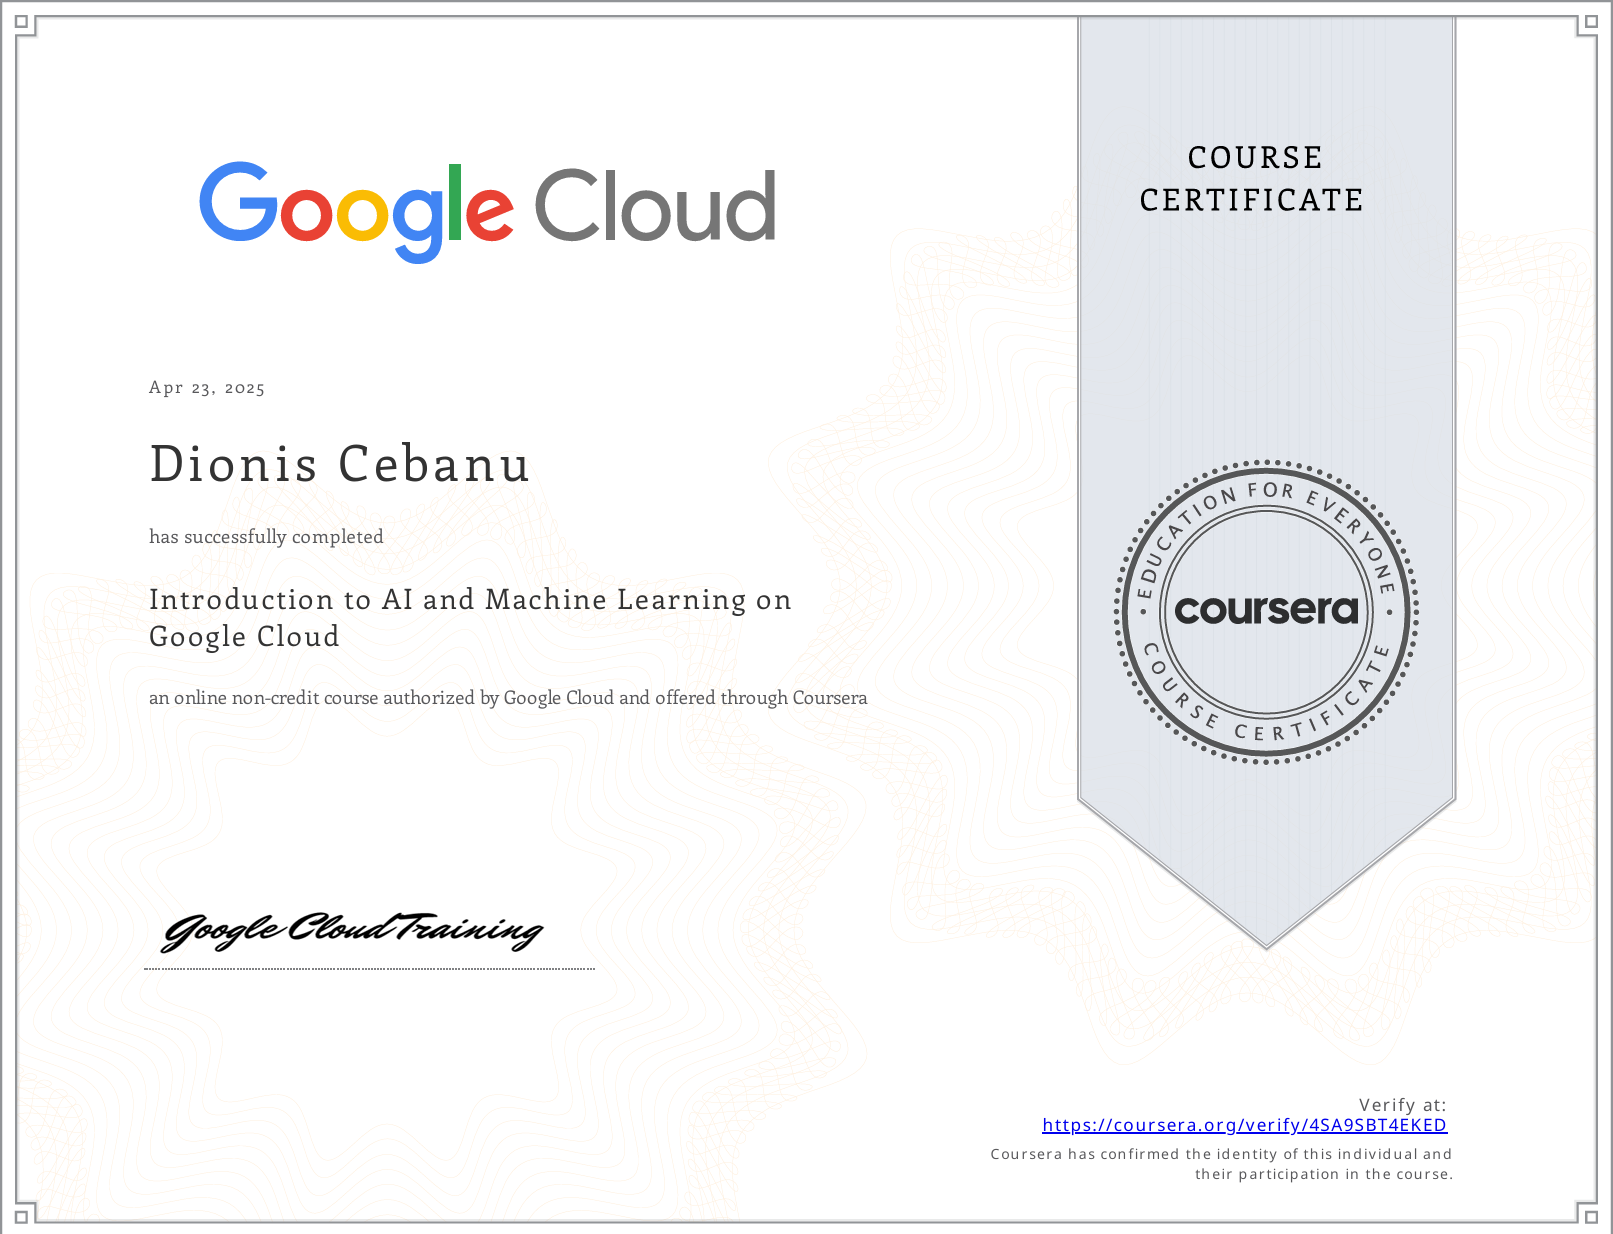 Google Cloud
COURSE
CERTIFICATE
Apr 23, 2025
Dionis Cebanu
has successfully completed
Introduction to AI and Machine Learning on
Google Cloud
an online non-credit course authorized by Google Cloud and offered through Coursera
EDUCATION FOR EVERYONE
coursera
COURSE CERTIFICATE
Google Cloud Training
Verify at:
https://coursera.org/verify/4SA9SBT4EKED
Coursera has confirmed the identity of this individual and
their participation in the course.